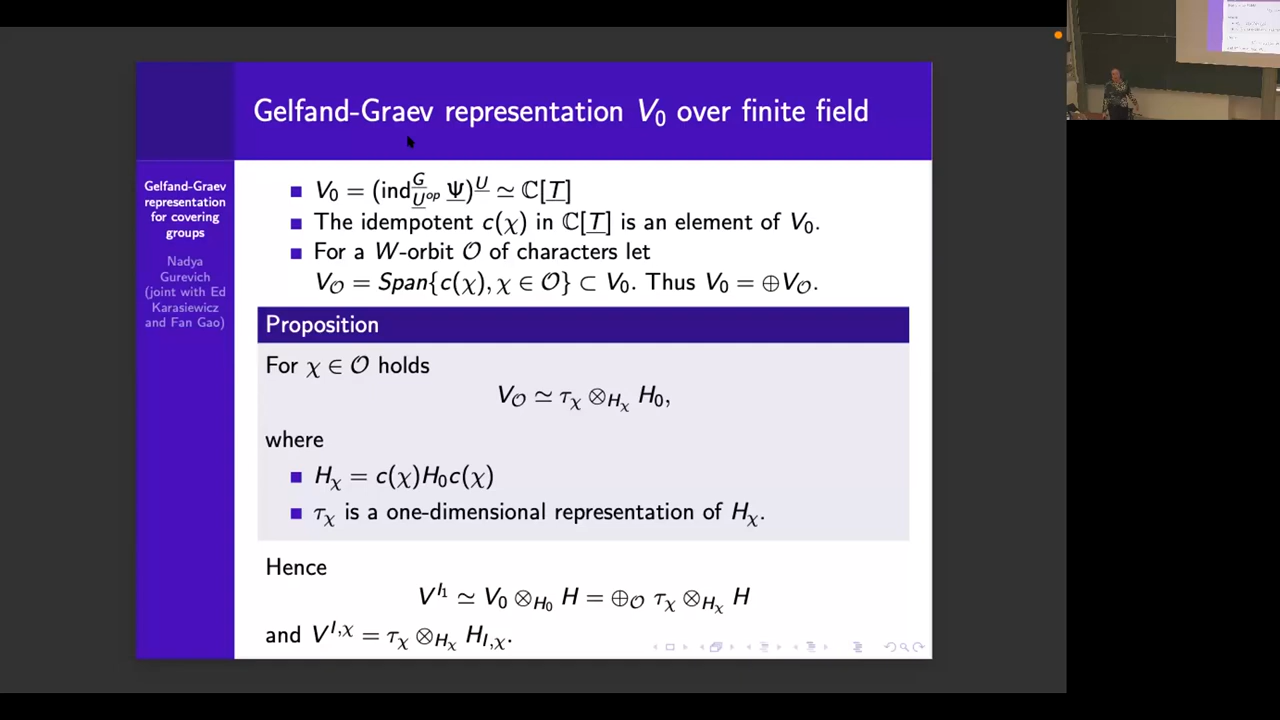 Gelfand-Graev representation V₀ over finite field
Gelfand-Graev
representation
for covering
groups
Nadya
Gurevich
(joint with Ed
Karasiewicz
and Fan Gao)
■ V₀ = (ind_{U^{op}}^{G} Ψ)^{U} ≃ ℂ[T]
■ The idempotent c(χ) in ℂ[T] is an element of V₀.
■ For a W-orbit 𝒪 of characters let
V_𝒪 = Span{c(χ), χ ∈ 𝒪} ⊂ V₀. Thus V₀ = ⊕V_𝒪.
Proposition
For χ ∈ 𝒪 holds
V_𝒪 ≃ τ_χ ⊗_{H_χ} H₀,
where
■ H_χ = c(χ)H₀c(χ)
■ τ_χ is a one-dimensional representation of H_χ.
Hence
V^{I₁} ≃ V₀ ⊗_{H₀} H = ⊕_𝒪 τ_χ ⊗_{H_χ} H
and V^{I,χ} = τ_χ ⊗_{H_χ} H_{I,χ}.